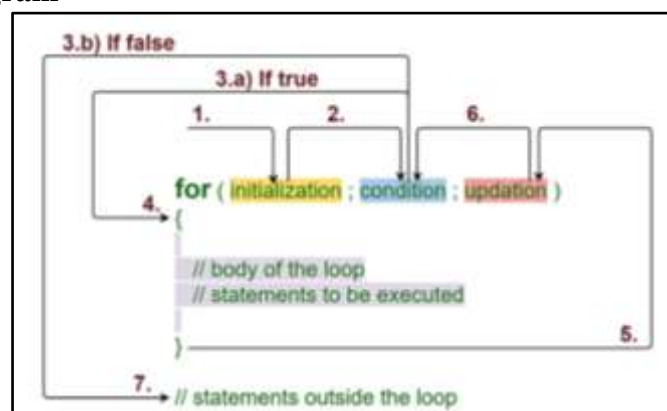 3.b) If false
3.a) If true
1. 2. 6.
for ( initialization ; condition ; updation )
4.
{
// body of the loop
// statements to be executed
}
5.
7.
// statements outside the loop